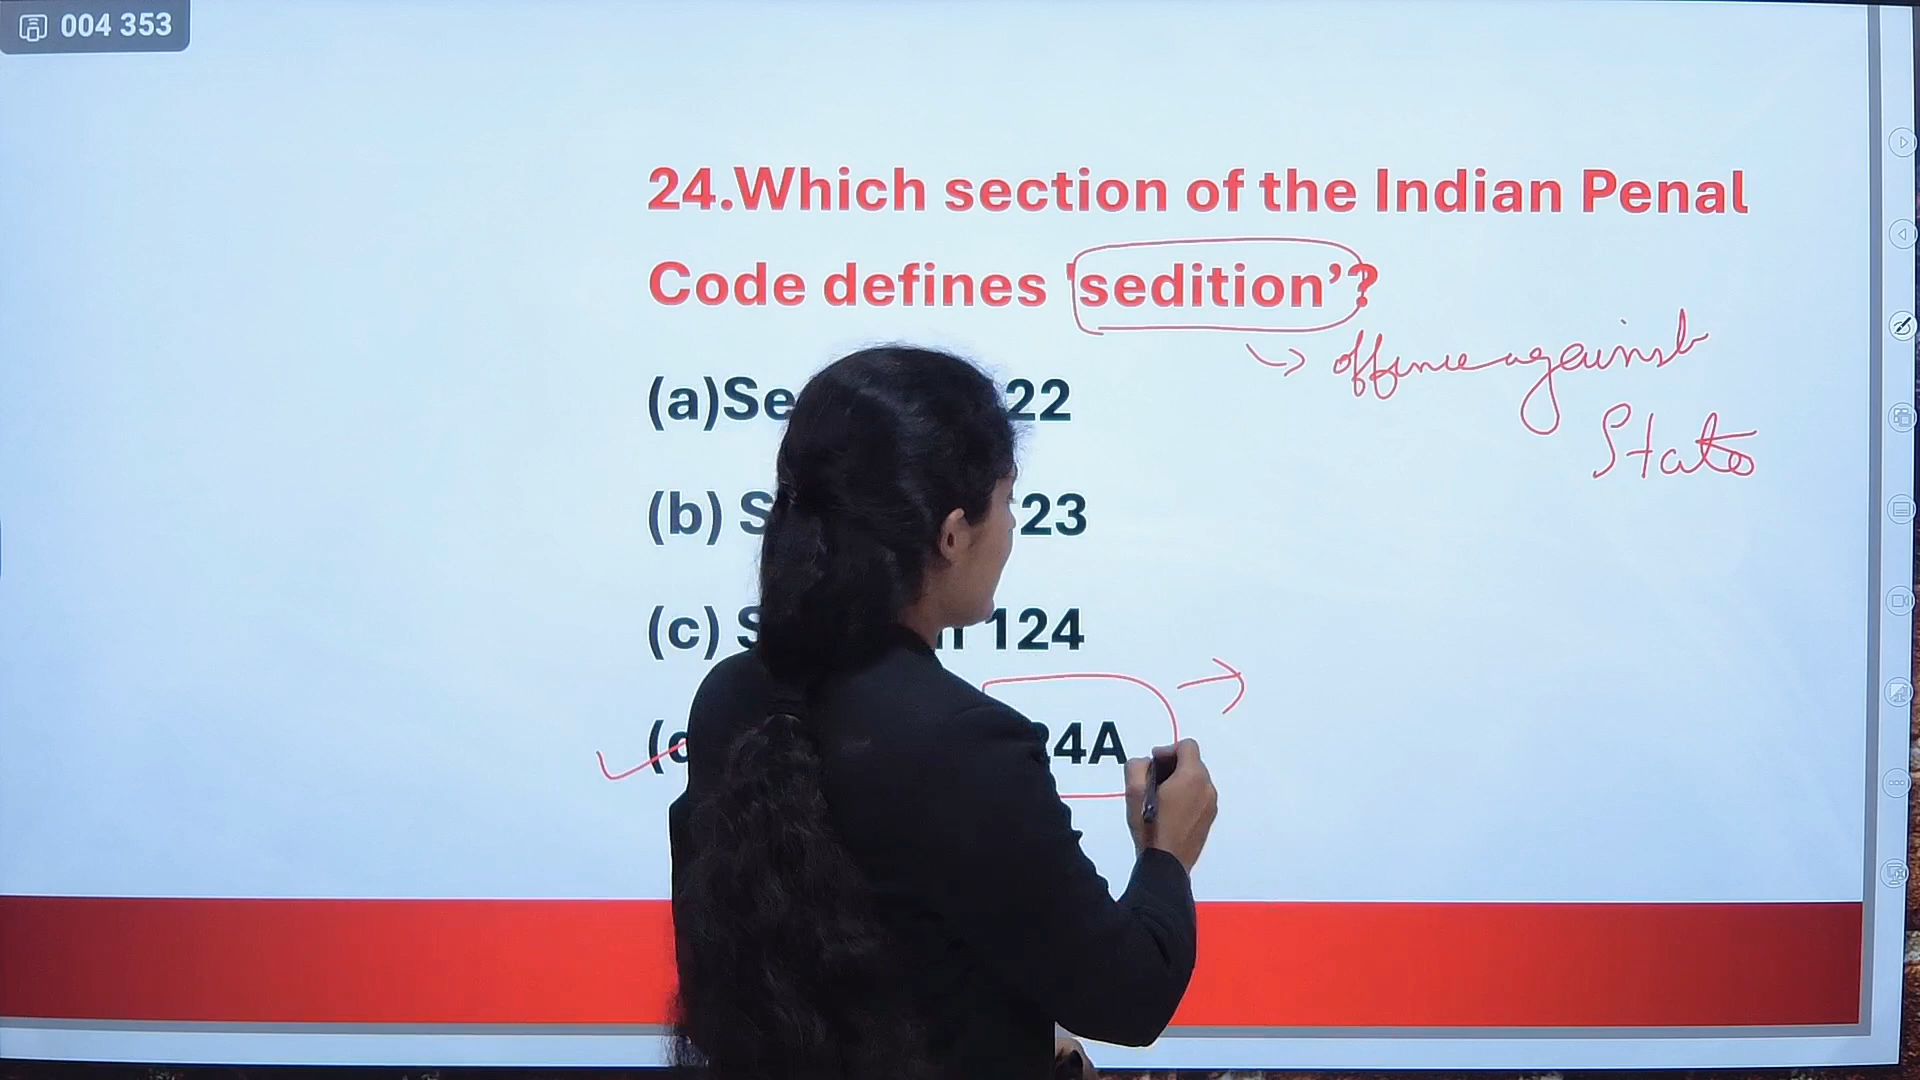 004 353
24.Which section of the Indian Penal
Code defines 'sedition’?
offence against
State
(a)Se 22
(b) S 23
(c) S n 124
(d 24A